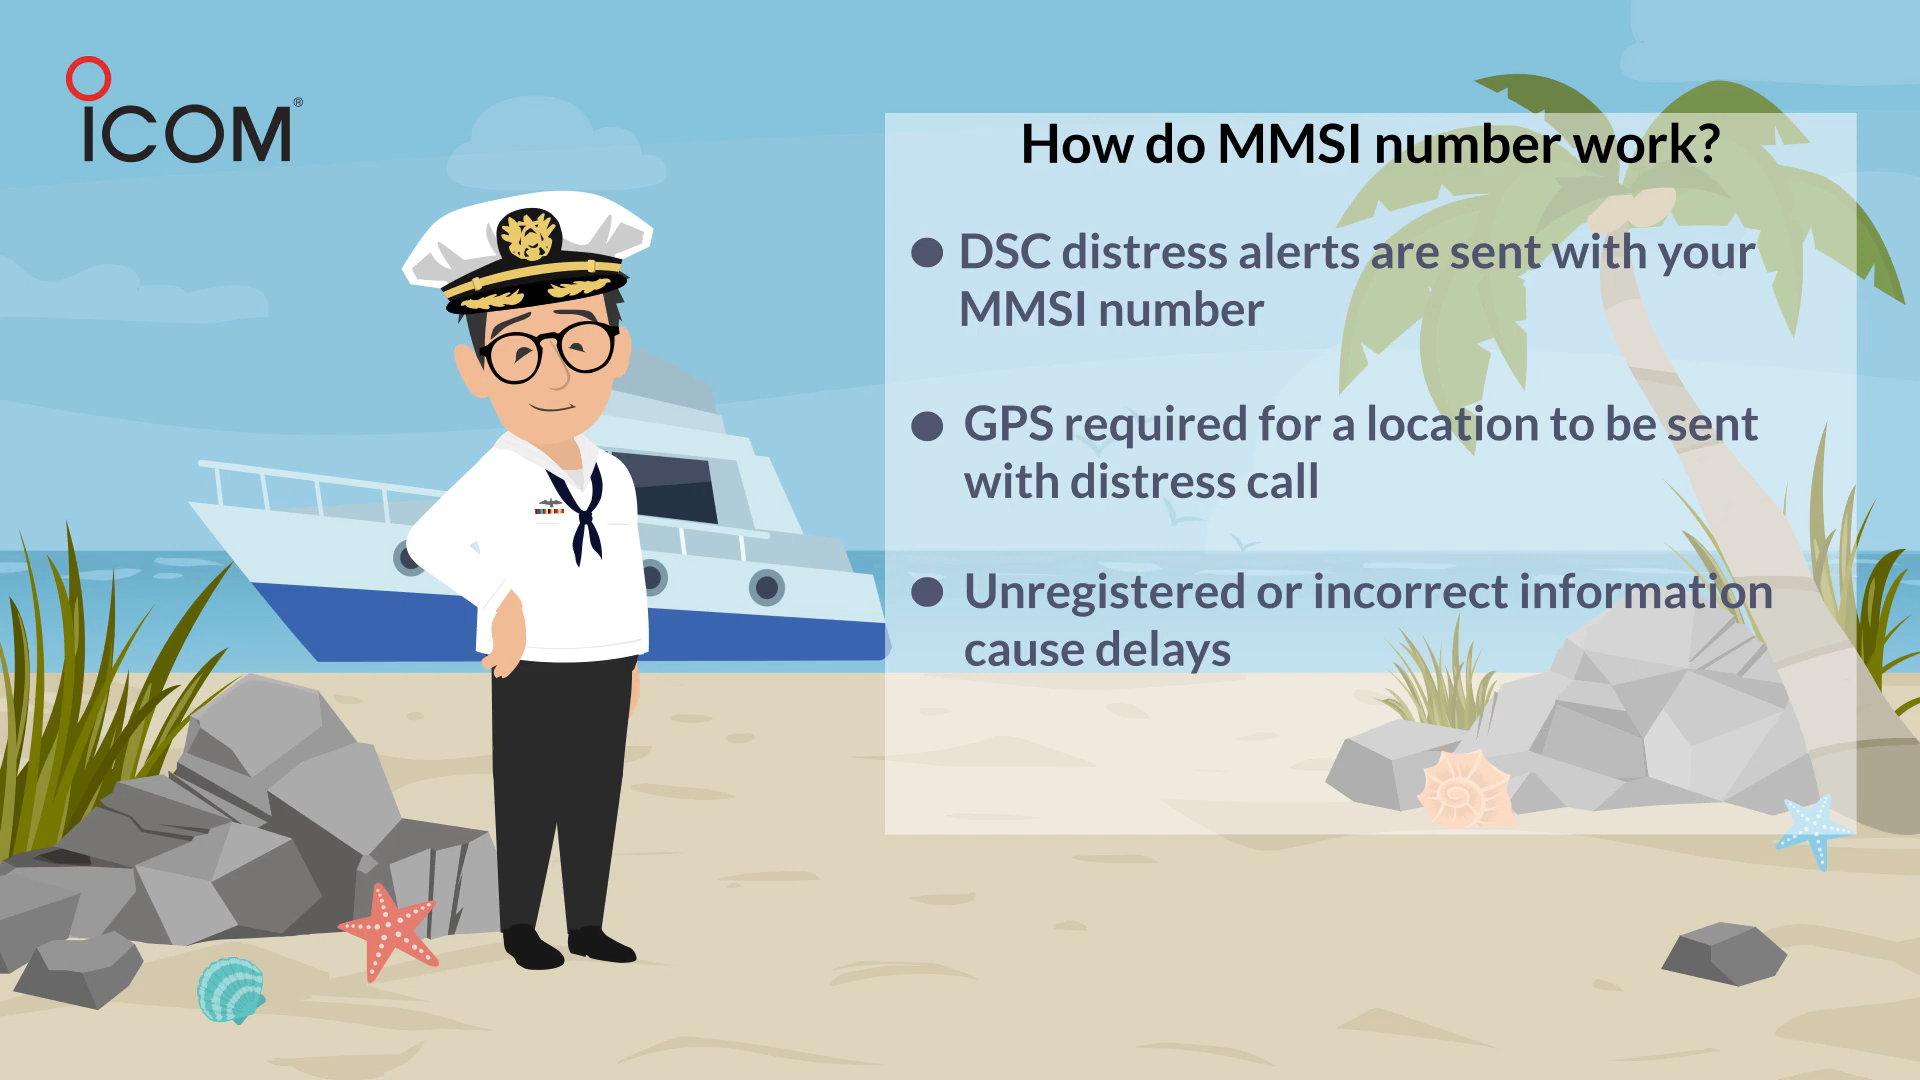 ICOM®
How do MMSI number work?
● DSC distress alerts are sent with your
MMSI number
● GPS required for a location to be sent
with distress call
● Unregistered or incorrect information
cause delays